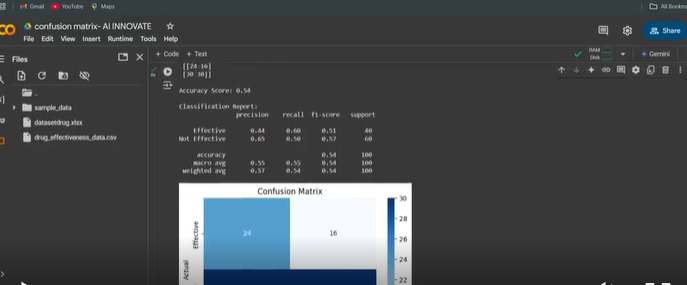 Gmail YouTube Maps All Bookma
confusion matrix- AI INNOVATE
File Edit View Insert Runtime Tools Help
Share
Files
+ Code + Text
RAM
Disk
Gemini
..
sample_data
datasetdrug.xlsx
drug_effectiveness_data.csv
[[24 16]
[30 30]]
Accuracy Score: 0.54
Classification Report:
precision recall f1-score support
Effective 0.44 0.60 0.51 40
Not Effective 0.65 0.50 0.57 60
accuracy 0.54 100
macro avg 0.55 0.55 0.54 100
weighted avg 0.57 0.54 0.54 100
Confusion Matrix
Effective
Actual
24 16
30
28
26
24
22